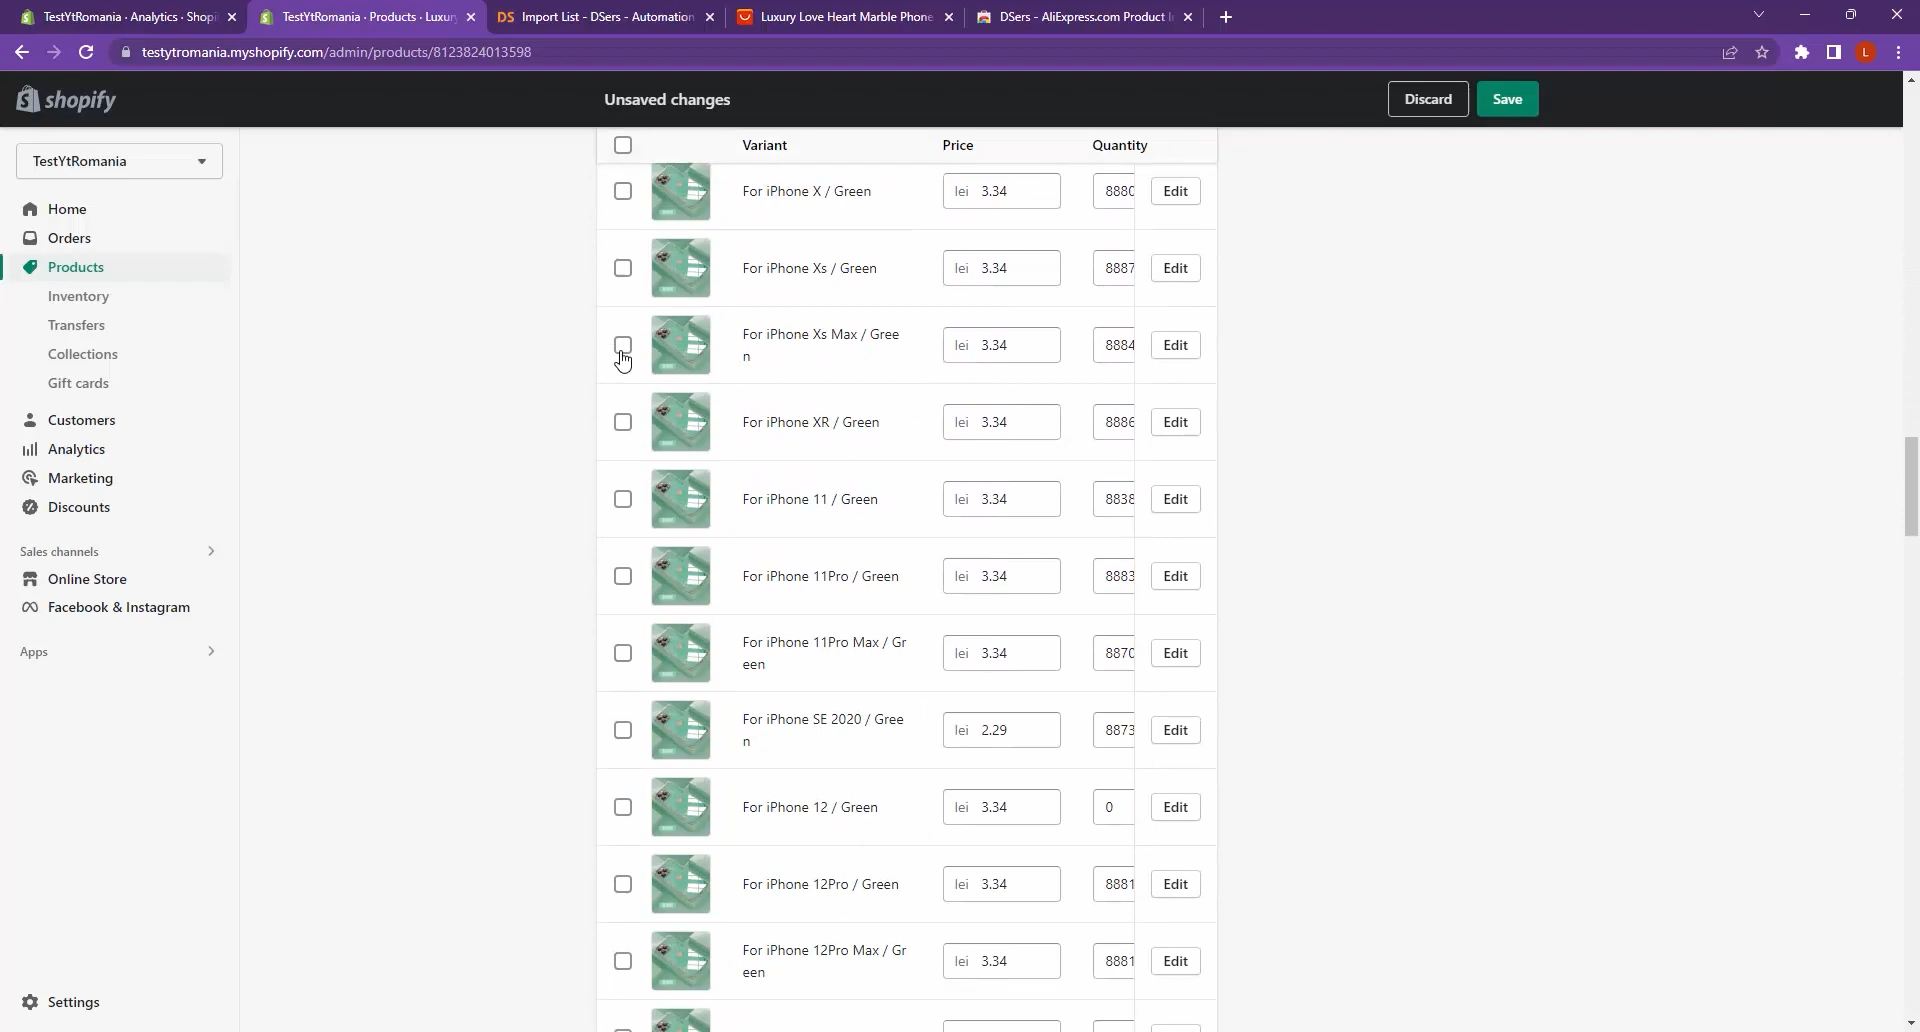 TestYtRomania · Analytics · Shopi
TestYtRomania · Products · Luxur
DS Import List - DSers - Automation
Luxury Love Heart Marble Phone
DSers - AliExpress.com Product I
testytromania.myshopify.com/admin/products/8123824013598
L
shopify
Unsaved changes
Discard
Save
TestYtRomania
Home
Orders
Products
Inventory
Transfers
Collections
Gift cards
Customers
Analytics
Marketing
Discounts
Sales channels
Online Store
Facebook & Instagram
Apps
Settings
Variant Price Quantity
For iPhone X / Green lei 3.34 8880 Edit
For iPhone Xs / Green lei 3.34 8887 Edit
For iPhone Xs Max / Gree
n lei 3.34 8884 Edit
For iPhone XR / Green lei 3.34 8886 Edit
For iPhone 11 / Green lei 3.34 8838 Edit
For iPhone 11Pro / Green lei 3.34 8883 Edit
For iPhone 11Pro Max / Gr
een lei 3.34 8870 Edit
For iPhone SE 2020 / Gree
n lei 2.29 8873 Edit
For iPhone 12 / Green lei 3.34 0 Edit
For iPhone 12Pro / Green lei 3.34 8881 Edit
For iPhone 12Pro Max / Gr
een lei 3.34 8881 Edit